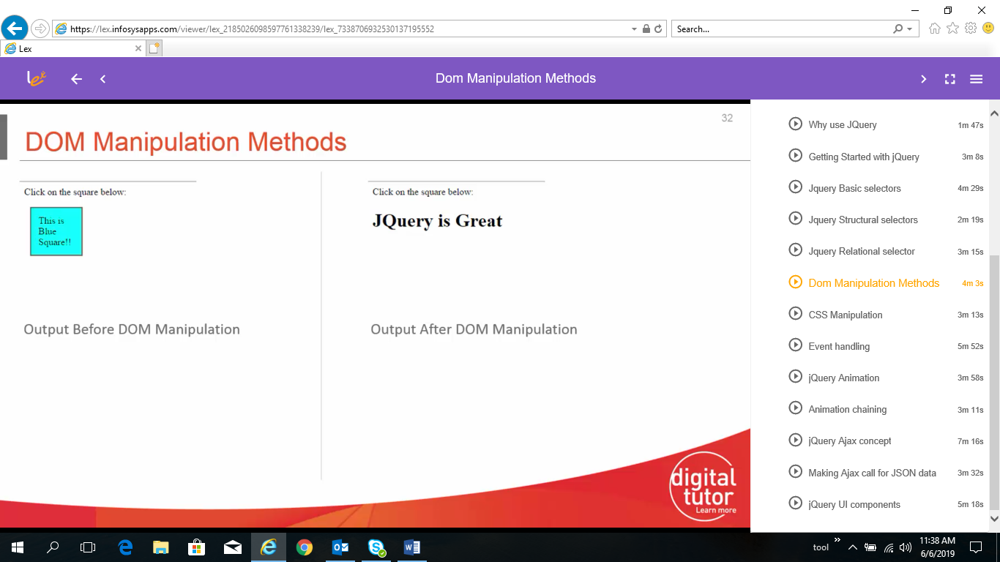 https://lex.infosysapps.com/viewer/lex_2185026098597761338239/lex_7338706932530137195552
Search...
Lex
lex
Dom Manipulation Methods
32
DOM Manipulation Methods
Click on the square below:
This is
Blue
Square!!
Output Before DOM Manipulation
Click on the square below:
JQuery is Great
Output After DOM Manipulation
digital
tutor
Learn more
Why use JQuery 1m 47s
Getting Started with jQuery 3m 8s
Jquery Basic selectors 4m 29s
Jquery Structural selectors 2m 19s
Jquery Relational selector 3m 15s
Dom Manipulation Methods 4m 3s
CSS Manipulation 3m 13s
Event handling 5m 52s
jQuery Animation 3m 58s
Animation chaining 3m 11s
jQuery Ajax concept 7m 16s
Making Ajax call for JSON data 3m 32s
jQuery UI components 5m 18s
tool
11:38 AM
6/6/2019